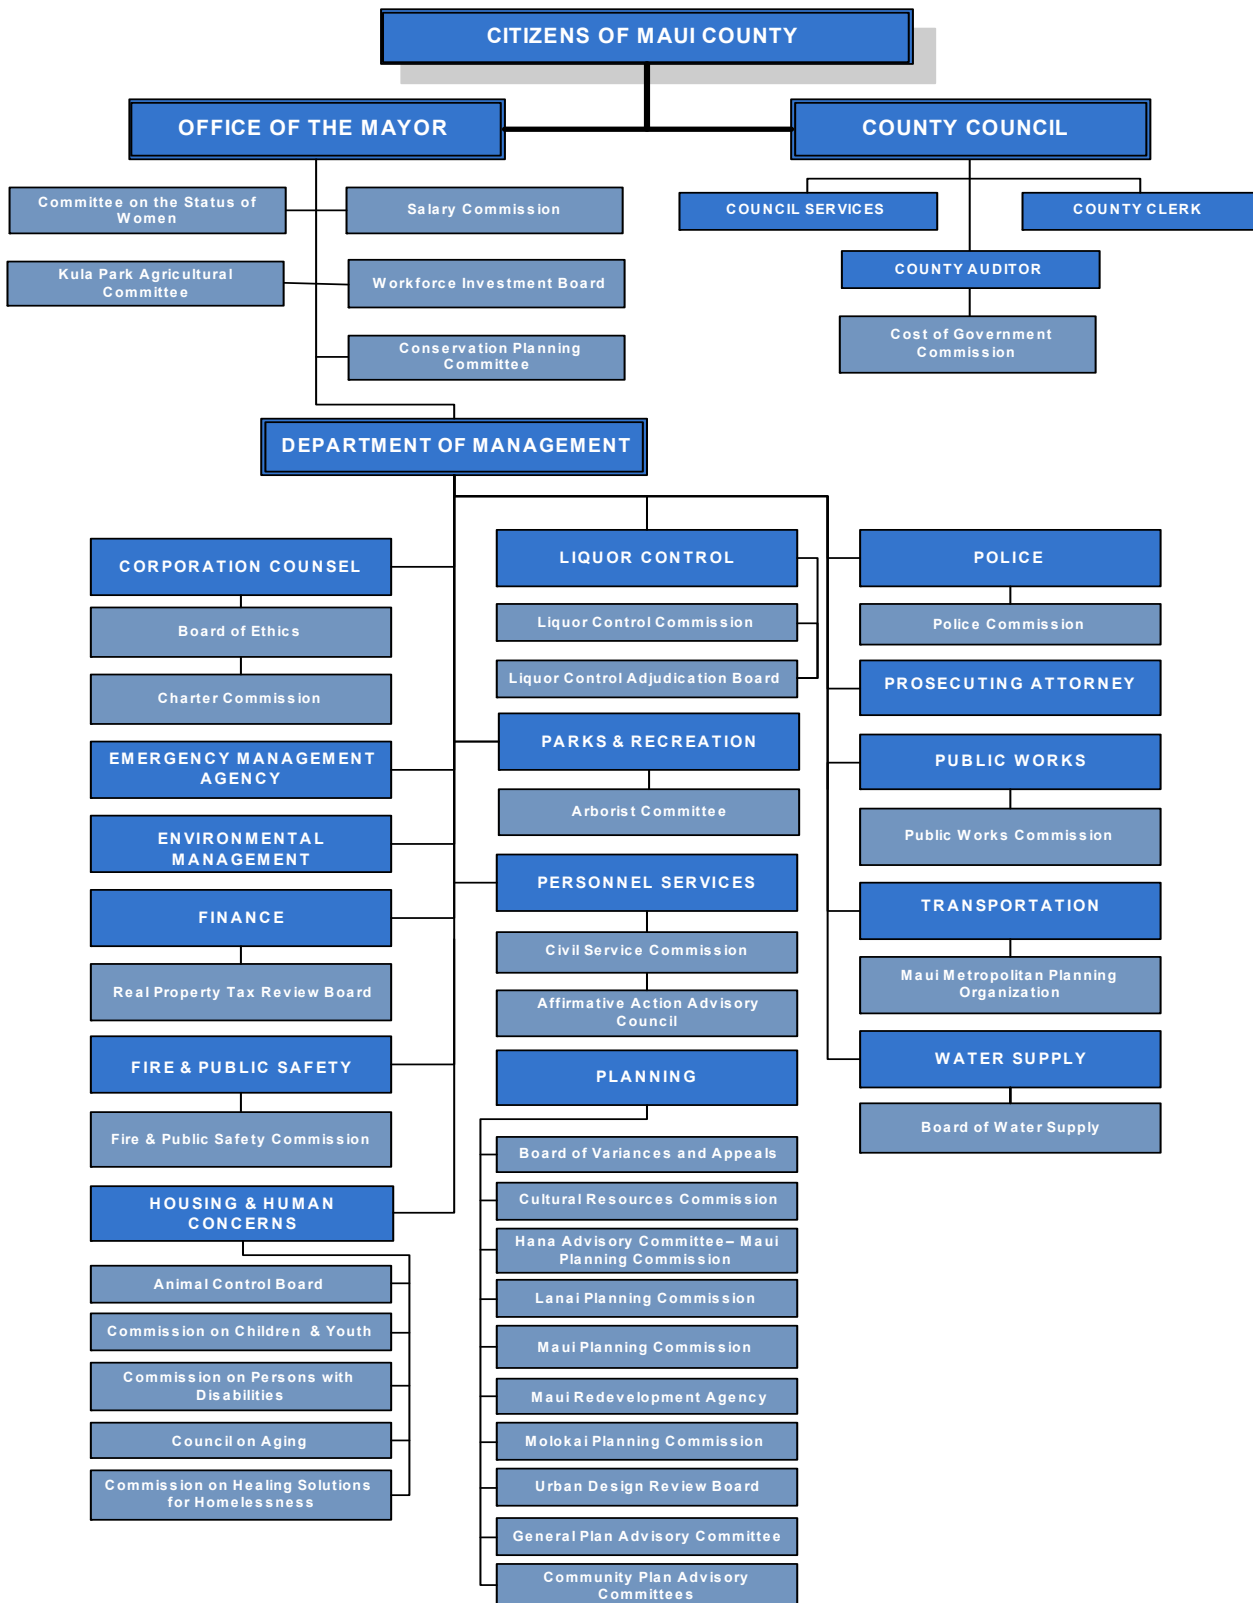 CITIZENS OF MAUI COUNTY
OFFICE OF THE MAYOR
COUNTY COUNCIL
Committee on the Status of
Women
Salary Commission
Kula Park Agricultural
Committee
Workforce Investment Board
Conservation Planning
Committee
COUNCIL SERVICES
COUNTY CLERK
COUNTY AUDITOR
Cost of Government
Commission
DEPARTMENT OF MANAGEMENT
CORPORATION COUNSEL
Board of Ethics
Charter Commission
EMERGENCY MANAGEMENT
AGENCY
ENVIRONMENTAL
MANAGEMENT
FINANCE
Real Property Tax Review Board
FIRE & PUBLIC SAFETY
Fire & Public Safety Commission
HOUSING & HUMAN
CONCERNS
Animal Control Board
Commission on Children & Youth
Commission on Persons with
Disabilities
Council on Aging
Commission on Healing Solutions
for Homelessness
LIQUOR CONTROL
Liquor Control Commission
Liquor Control Adjudication Board
PARKS & RECREATION
Arborist Committee
PERSONNEL SERVICES
Civil Service Commission
Affirmative Action Advisory
Council
PLANNING
Board of Variances and Appeals
Cultural Resources Commission
Hana Advisory Committee– Maui
Planning Commission
Lanai Planning Commission
Maui Planning Commission
Maui Redevelopment Agency
Molokai Planning Commission
Urban Design Review Board
General Plan Advisory Committee
Community Plan Advisory
Committees
POLICE
Police Commission
PROSECUTING ATTORNEY
PUBLIC WORKS
Public Works Commission
TRANSPORTATION
Maui Metropolitan Planning
Organization
WATER SUPPLY
Board of Water Supply